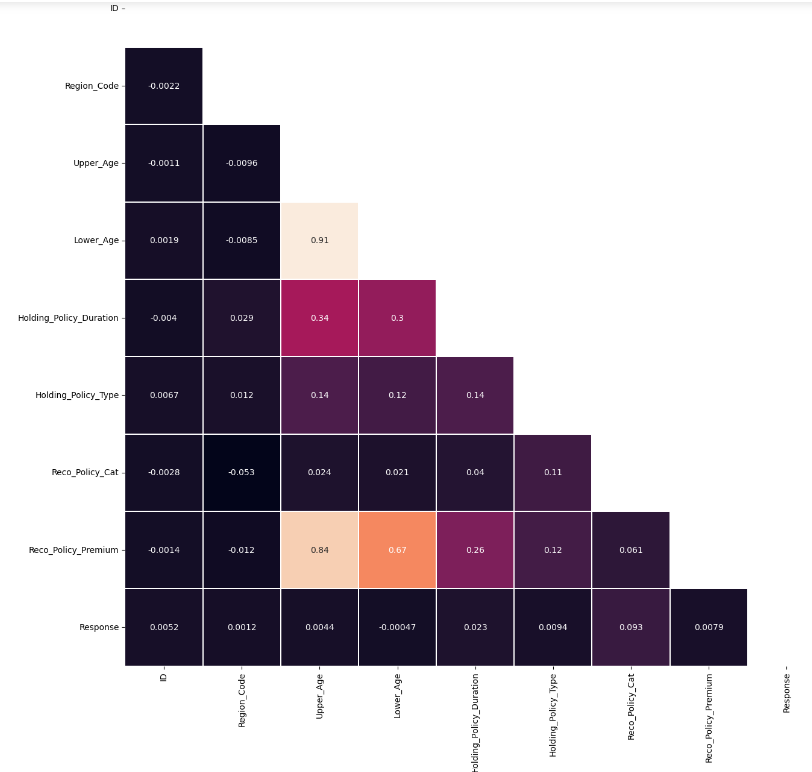 ID
Region_Code -0.0022
Upper_Age -0.0011 -0.0096
Lower_Age 0.0019 -0.0085 0.91
Holding_Policy_Duration -0.004 0.029 0.34 0.3
Holding_Policy_Type 0.0067 0.012 0.14 0.12 0.14
Reco_Policy_Cat -0.0028 -0.053 0.024 0.021 0.04 0.11
Reco_Policy_Premium -0.0014 -0.012 0.84 0.67 0.26 0.12 0.061
Response 0.0052 0.0012 0.0044 -0.00047 0.023 0.0094 0.093 0.0079
ID
Region_Code
Upper_Age
Lower_Age
Holding_Policy_Duration
Holding_Policy_Type
Reco_Policy_Cat
Reco_Policy_Premium
Response